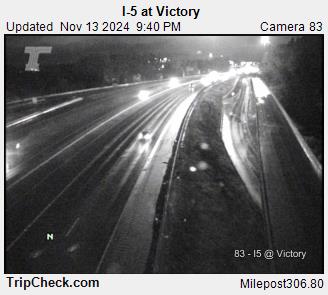 I-5 at Victory
Updated Nov 13 2024 9:40 PM Camera 83
T
N
83 - I5 @ Victory
TripCheck.com Milepost306.80